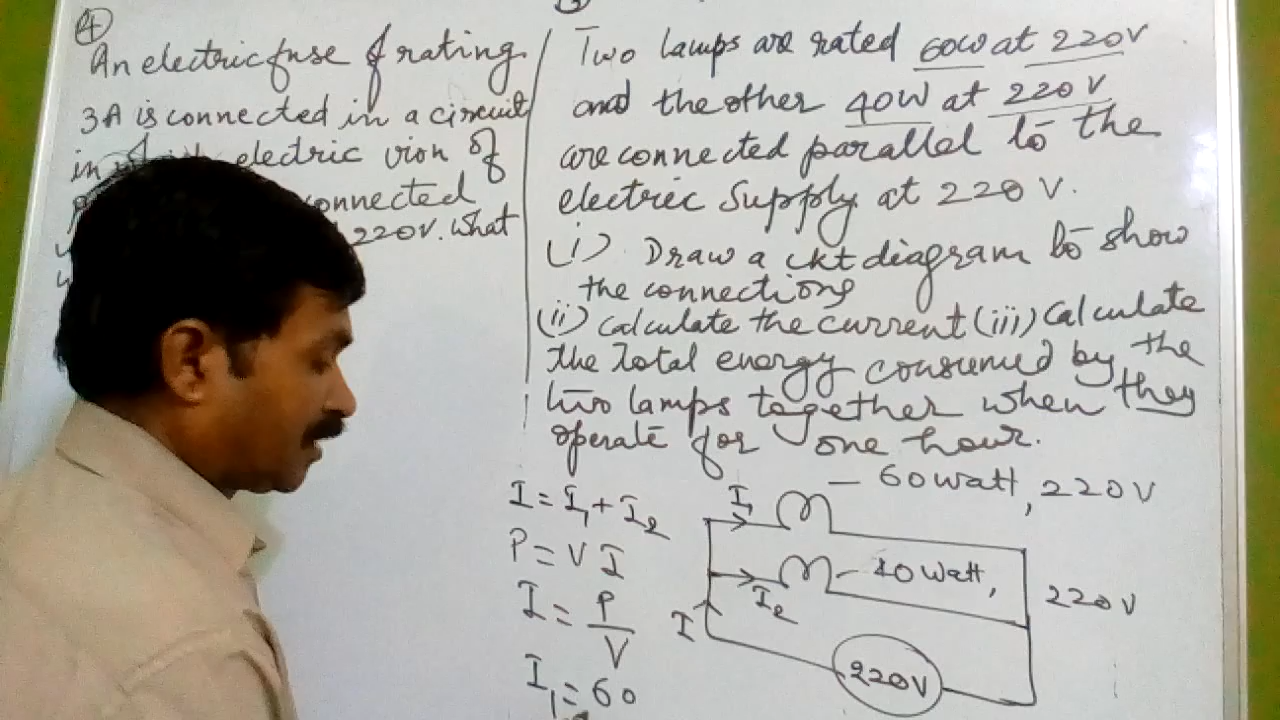 ④
An electric fuse of rating
3A is connected in a circuit
in electric iron of
connected
220V. What
Two lamps are rated 60W at 220V
and the other 40W at 220V
are connected parallel to the
electric Supply at 220V.
(i) Draw a ckt diagram to show
the connections
(ii) Calculate the current (iii) Calculate
the Total energy consumed by the
two lamps together when they
operate for one hour.
I = I₁ + I₂
P = V I
I = P/V
I₁ = 60
I₁
– 60 watt, 220V
I₂
– 40 watt,
220V
I
220V